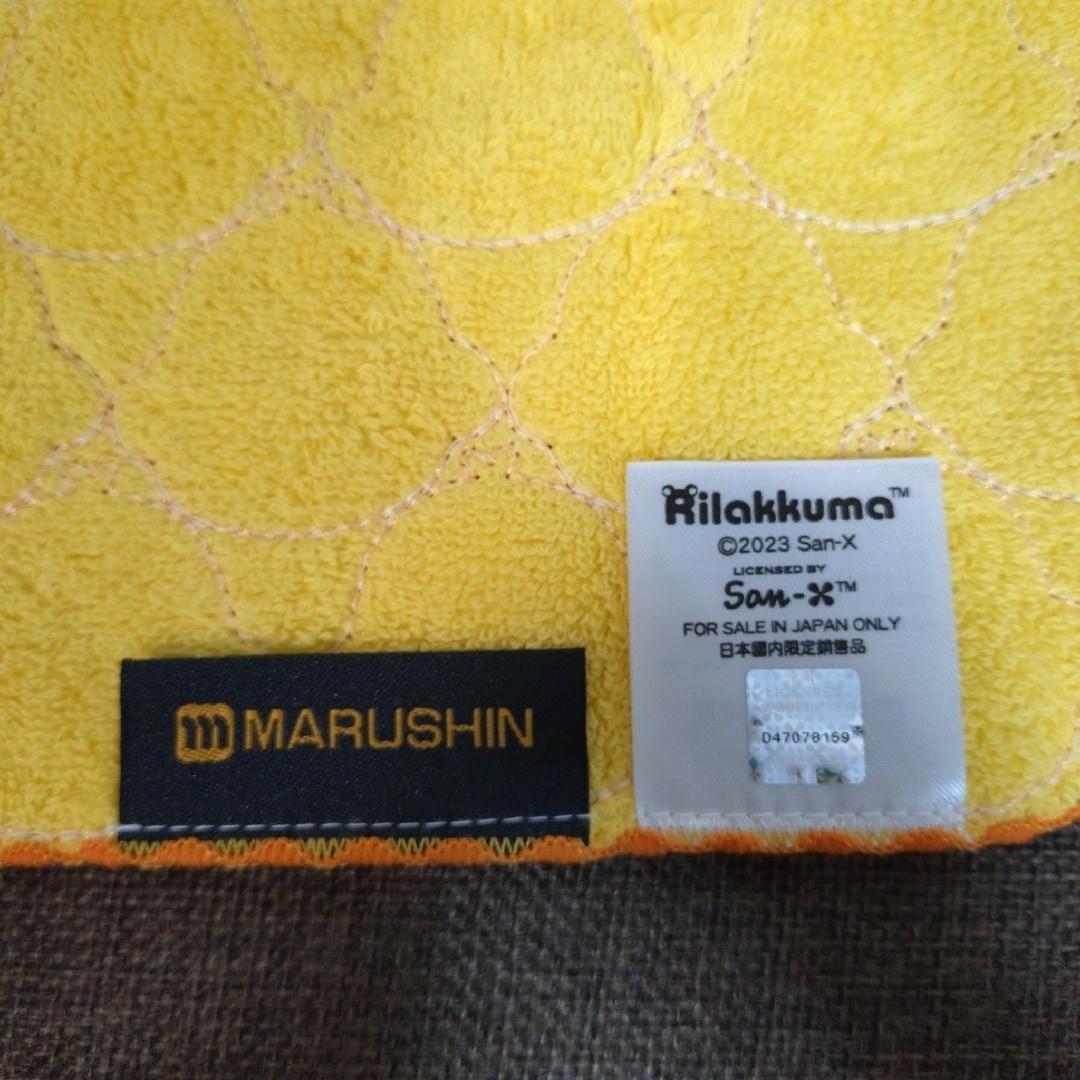 Rilakkuma™
©2023 San-X
LICENSED BY
San-X™
FOR SALE IN JAPAN ONLY
日本國内限定銷售品
D47078159
MARUSHIN